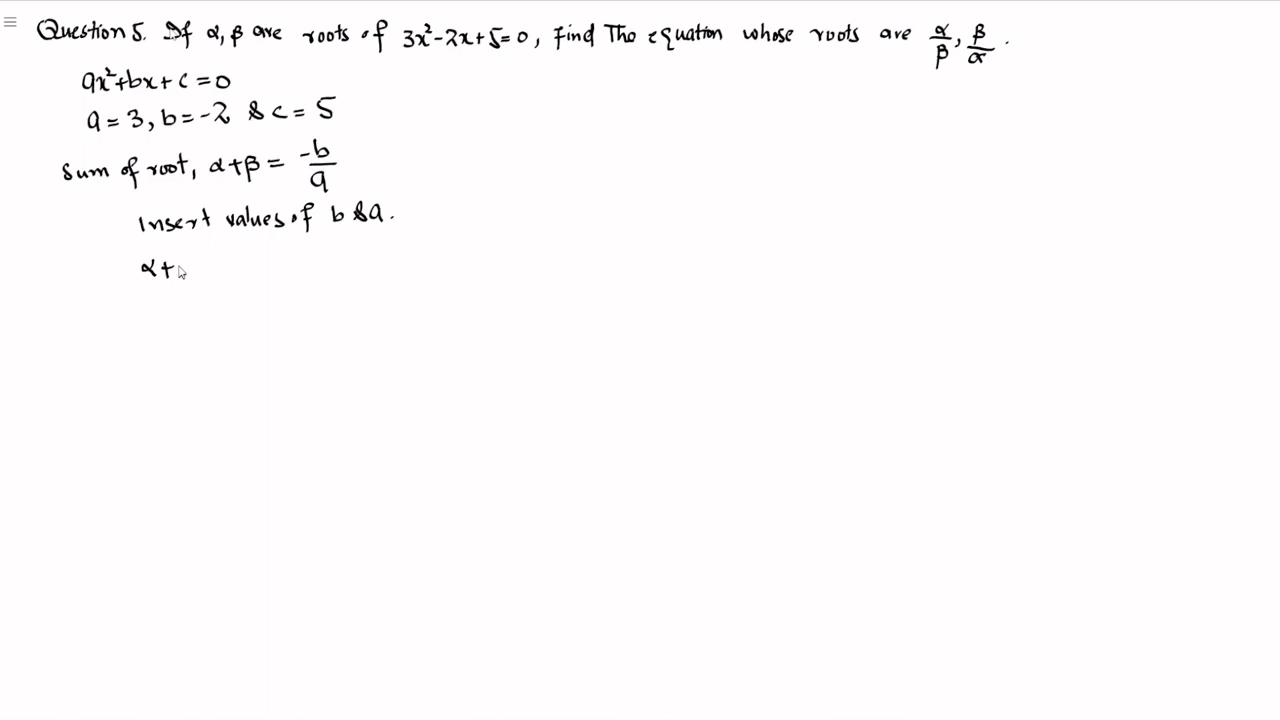 Question 5. If α, β are roots of 3x²-2x+5=0, Find The equation whose roots are α/β, β/α.
ax²+bx+c=0
a=3, b=-2 & c=5
Sum of root, α+β = -b/a
Insert values of b & a.
α+